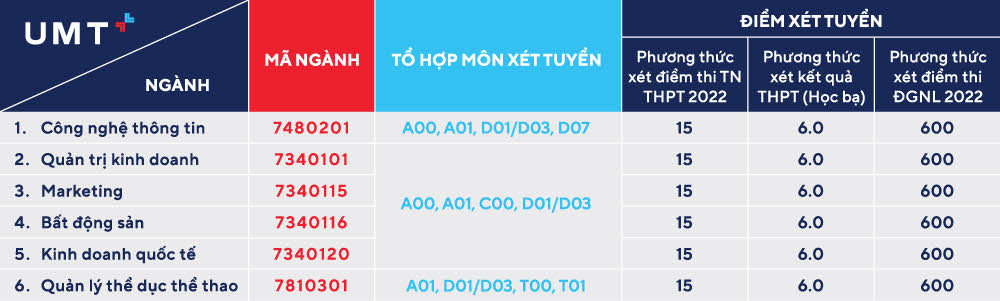 UMT
NGÀNH
MÃ NGÀNH
TỔ HỢP MÔN XÉT TUYỂN
ĐIỂM XÉT TUYỂN
Phương thức
xét điểm thi TN
THPT 2022
Phương thức
xét kết quả
THPT (Học bạ)
Phương thức
xét điểm thi
ĐGNL 2022
1. Công nghệ thông tin 7480201 A00, A01, D01/D03, D07 15 6.0 600
2. Quản trị kinh doanh 7340101 15 6.0 600
3. Marketing 7340115 15 6.0 600
A00, A01, C00, D01/D03
4. Bất động sản 7340116 15 6.0 600
5. Kinh doanh quốc tế 7340120 15 6.0 600
6. Quản lý thể dục thể thao 7810301 A01, D01/D03, T00, T01 15 6.0 600